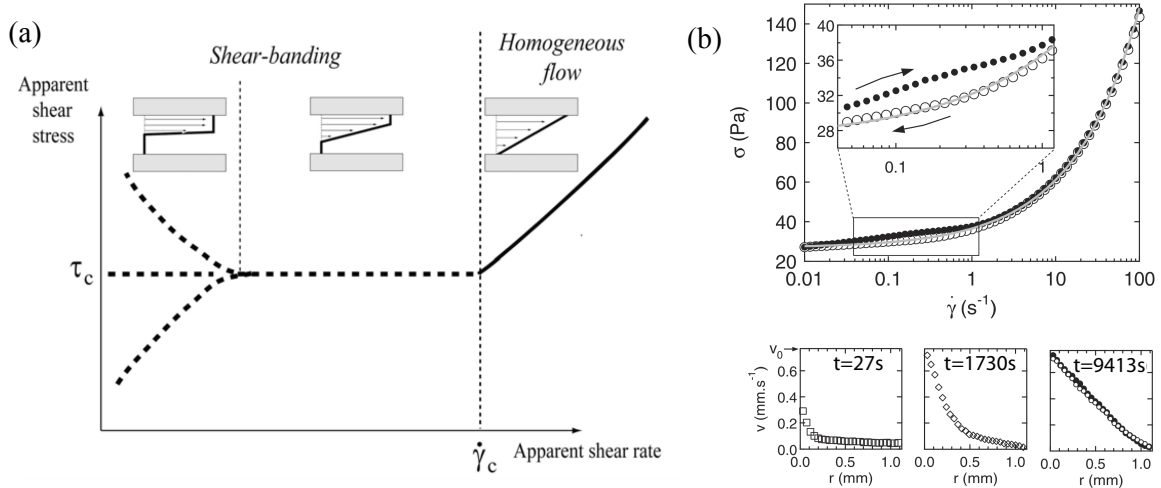 (a)
Shear-banding
Homogeneous
flow
Apparent
shear
stress
τc
γ̇c
Apparent shear rate
(b)
σ (Pa)
140
120
100
80
60
40
20
0.01
0.1
1
10
100
γ̇ (s⁻¹)
40
36
34
31
28
0.1
1
v₀
v (mm.s⁻¹)
0.6
0.4
0.2
0.0
t=27s
t=1730s
t=9413s
0.0 0.5 1.0
0.0 0.5 1.0
0.0 0.5 1.0
r (mm)
r (mm)
r (mm)